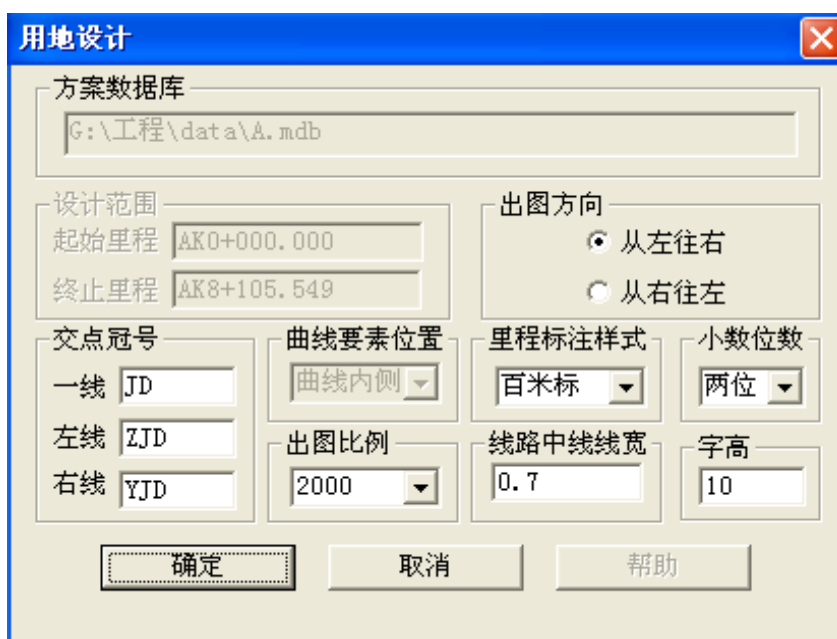 用地设计
方案数据库
G:\工程\data\A.mdb
设计范围
起始里程 AK0+000.000
终止里程 AK8+105.549
出图方向
从左往右
从右往左
交点冠号
一线 JD
左线 ZJD
右线 YJD
曲线要素位置
曲线内侧
里程标注样式
百米标
小数位数
两位
出图比例
2000
线路中线线宽
0.7
字高
10
确定 取消 帮助